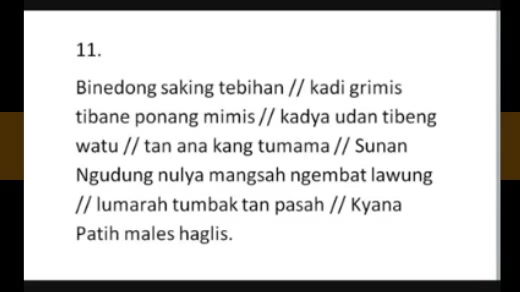 11.
Binedong saking tebihan // kadi grimis
tibane ponang mimis // kadya udan tibeng
watu // tan ana kang tumama // Sunan
Ngudung nulya mangsah ngembat lawung
// lumarah tumbak tan pasah // Kyana
Patih males haglis.